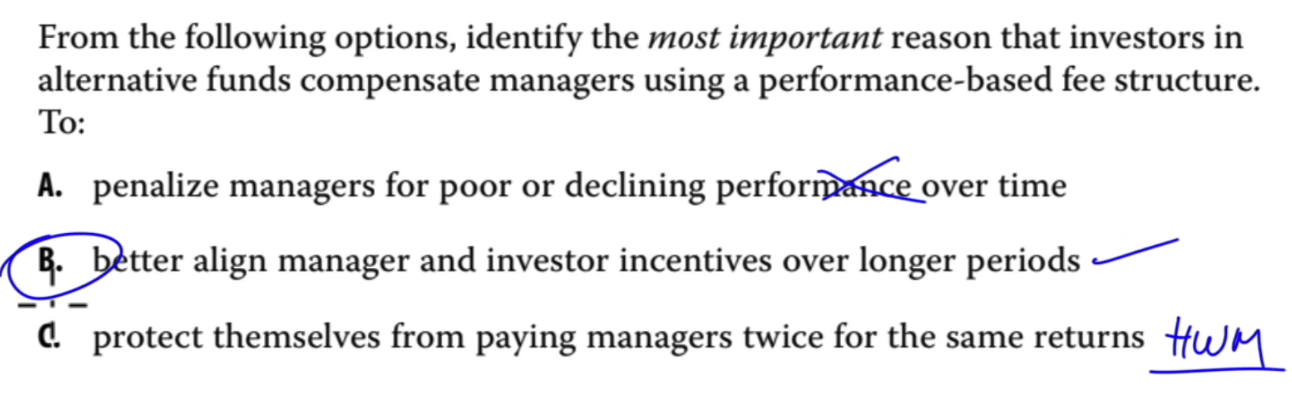 From the following options, identify the most important reason that investors in
alternative funds compensate managers using a performance-based fee structure.
To:
A. penalize managers for poor or declining performance over time
B. better align manager and investor incentives over longer periods
C. protect themselves from paying managers twice for the same returns HWM